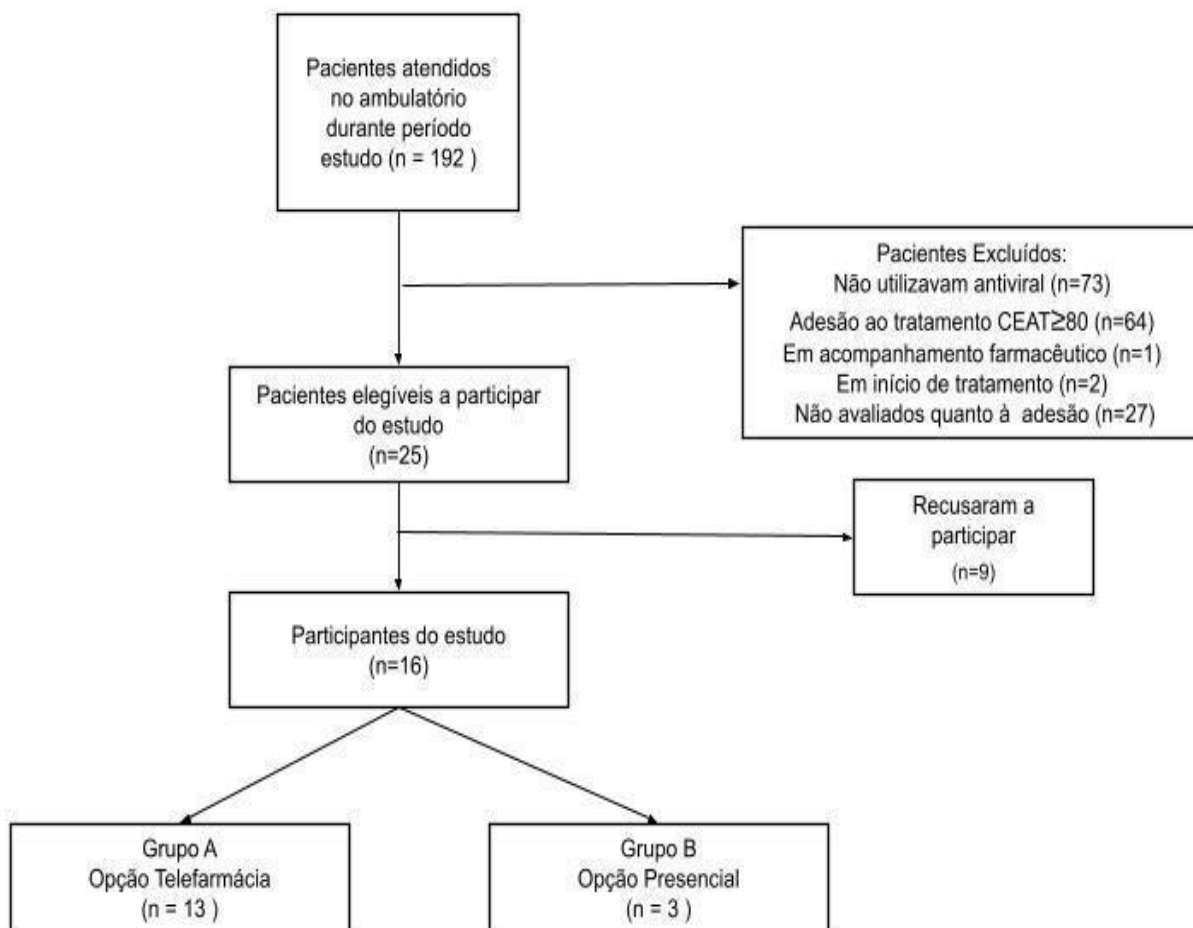 Pacientes atendidos
no ambulatório
durante período
estudo (n = 192 )
Pacientes Excluídos:
Não utilizavam antiviral (n=73)
Adesão ao tratamento CEAT≥80 (n=64)
Em acompanhamento farmacêutico (n=1)
Em início de tratamento (n=2)
Não avaliados quanto à adesão (n=27)
Pacientes elegíveis a participar
do estudo
(n=25)
Recusaram a
participar
(n=9)
Participantes do estudo
(n=16)
Grupo A
Opção Telefarmácia
(n = 13 )
Grupo B
Opção Presencial
(n = 3 )